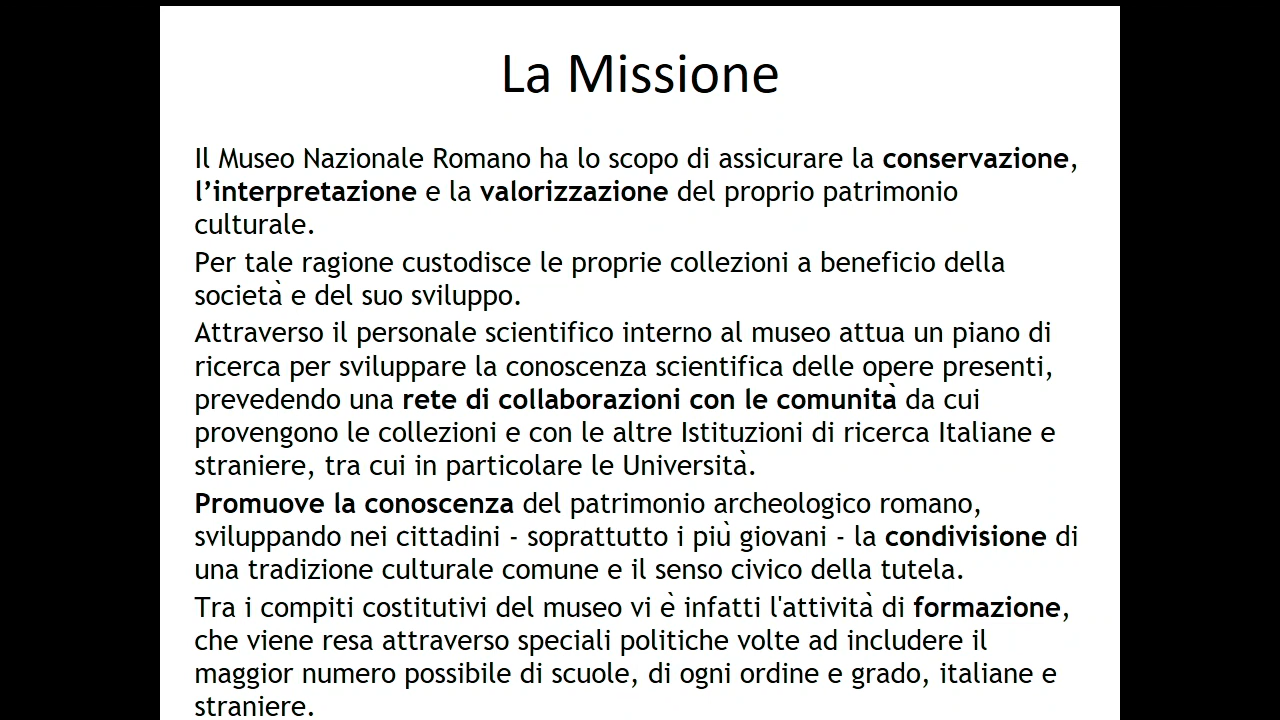 La Missione
Il Museo Nazionale Romano ha lo scopo di assicurare la conservazione,
l’interpretazione e la valorizzazione del proprio patrimonio
culturale.
Per tale ragione custodisce le proprie collezioni a beneficio della
società e del suo sviluppo.
Attraverso il personale scientifico interno al museo attua un piano di
ricerca per sviluppare la conoscenza scientifica delle opere presenti,
prevedendo una rete di collaborazioni con le comunità da cui
provengono le collezioni e con le altre Istituzioni di ricerca Italiane e
straniere, tra cui in particolare le Università.
Promuove la conoscenza del patrimonio archeologico romano,
sviluppando nei cittadini - soprattutto i più giovani - la condivisione di
una tradizione culturale comune e il senso civico della tutela.
Tra i compiti costitutivi del museo vi è infatti l'attività di formazione,
che viene resa attraverso speciali politiche volte ad includere il
maggior numero possibile di scuole, di ogni ordine e grado, italiane e
straniere.